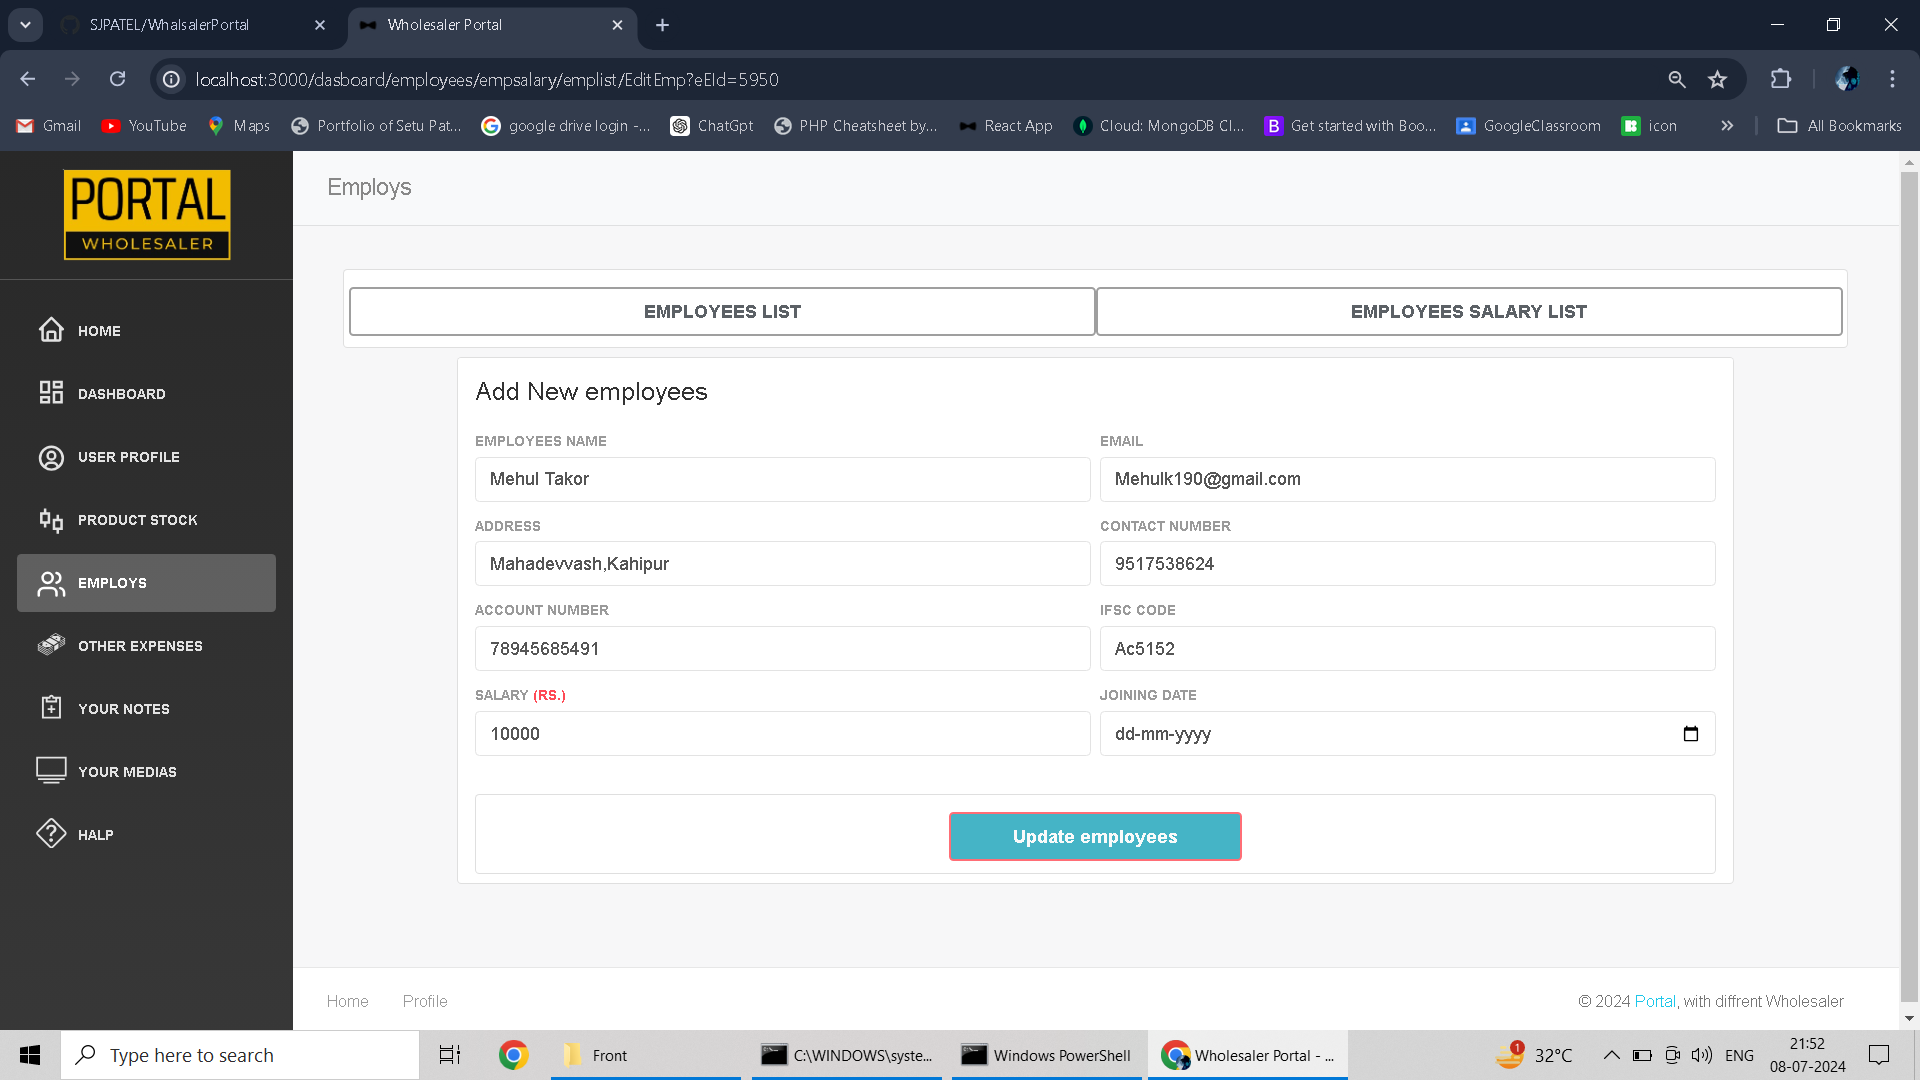 SJPATEL/WhalsalerPortal
Wholesaler Portal
localhost:3000/dasboard/employees/empsalary/emplist/EditEmp?eEId=5950
Gmail
YouTube
Maps
Portfolio of Setu Pat...
google drive login -...
ChatGpt
PHP Cheatsheet by...
React App
Cloud: MongoDB Cl...
B Get started with Boo...
GoogleClassroom
icon
All Bookmarks
PORTAL
WHOLESALER
HOME
DASHBOARD
USER PROFILE
PRODUCT STOCK
EMPLOYS
OTHER EXPENSES
YOUR NOTES
YOUR MEDIAS
HALP
Employs
EMPLOYEES LIST
EMPLOYEES SALARY LIST
Add New employees
EMPLOYEES NAME
EMAIL
Mehul Takor
Mehulk190@gmail.com
ADDRESS
CONTACT NUMBER
Mahadevvash,Kahipur
9517538624
ACCOUNT NUMBER
IFSC CODE
78945685491
Ac5152
SALARY (RS.)
JOINING DATE
10000
dd-mm-yyyy
Update employees
Home
Profile
© 2024 Portal, with diffrent Wholesaler
Type here to search
Front
C:\WINDOWS\syste...
Windows PowerShell
Wholesaler Portal - ...
1
32°C
ENG
21:52
08-07-2024